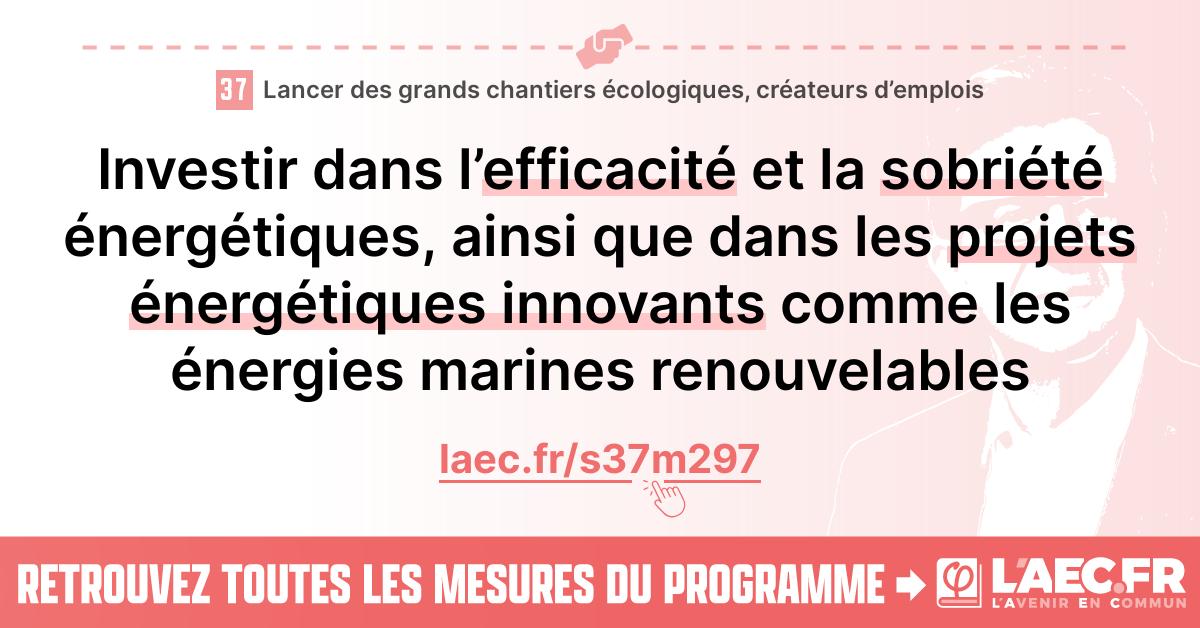 37 Lancer des grands chantiers écologiques, créateurs d’emplois
Investir dans l’efficacité et la sobriété
énergétiques, ainsi que dans les projets
énergétiques innovants comme les
énergies marines renouvelables
laec.fr/s37m297
RETROUVEZ TOUTES LES MESURES DU PROGRAMME ➡ φ L'AEC.FR
L'AVENIR EN COMMUN